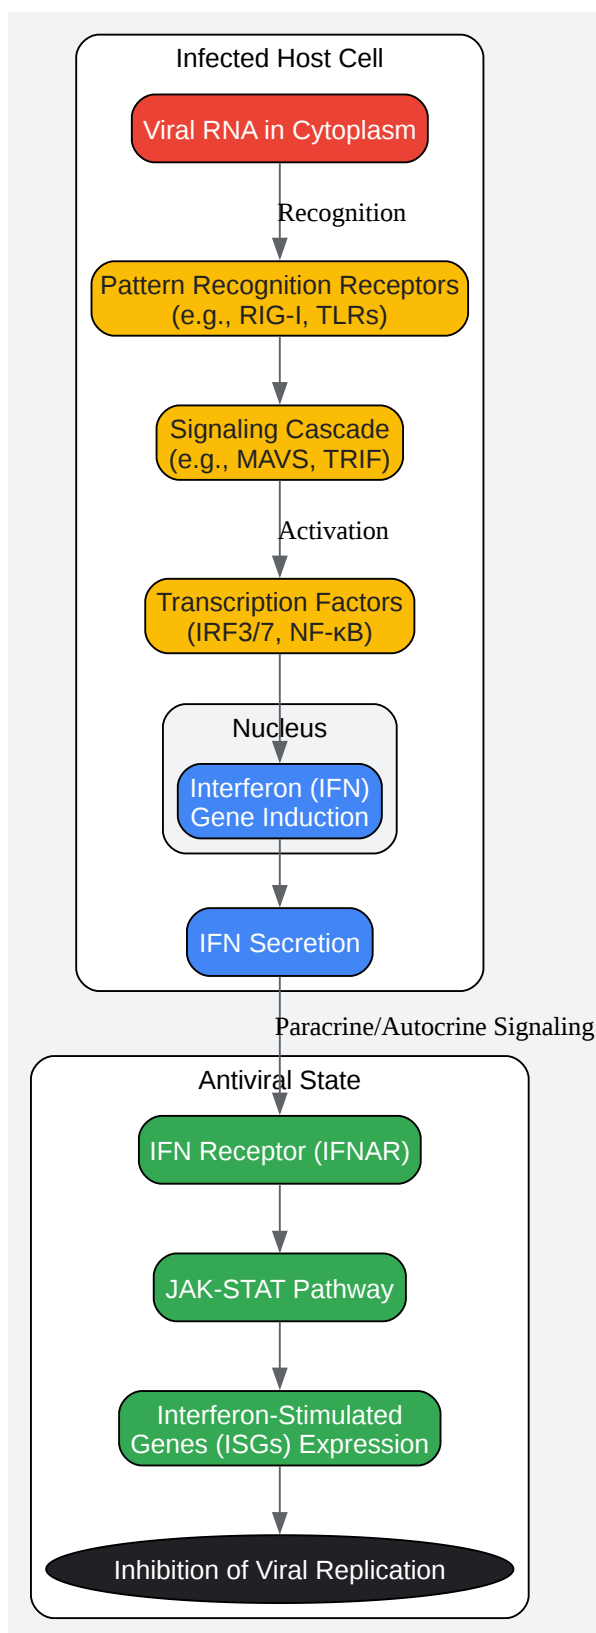 Infected Host Cell
Viral RNA in Cytoplasm
Recognition
Pattern Recognition Receptors
(e.g., RIG-I, TLRs)
Signaling Cascade
(e.g., MAVS, TRIF)
Activation
Transcription Factors
(IRF3/7, NF-κB)
Nucleus
Interferon (IFN)
Gene Induction
IFN Secretion
Paracrine/Autocrine Signaling
Antiviral State
IFN Receptor (IFNAR)
JAK-STAT Pathway
Interferon-Stimulated
Genes (ISGs) Expression
Inhibition of Viral Replication